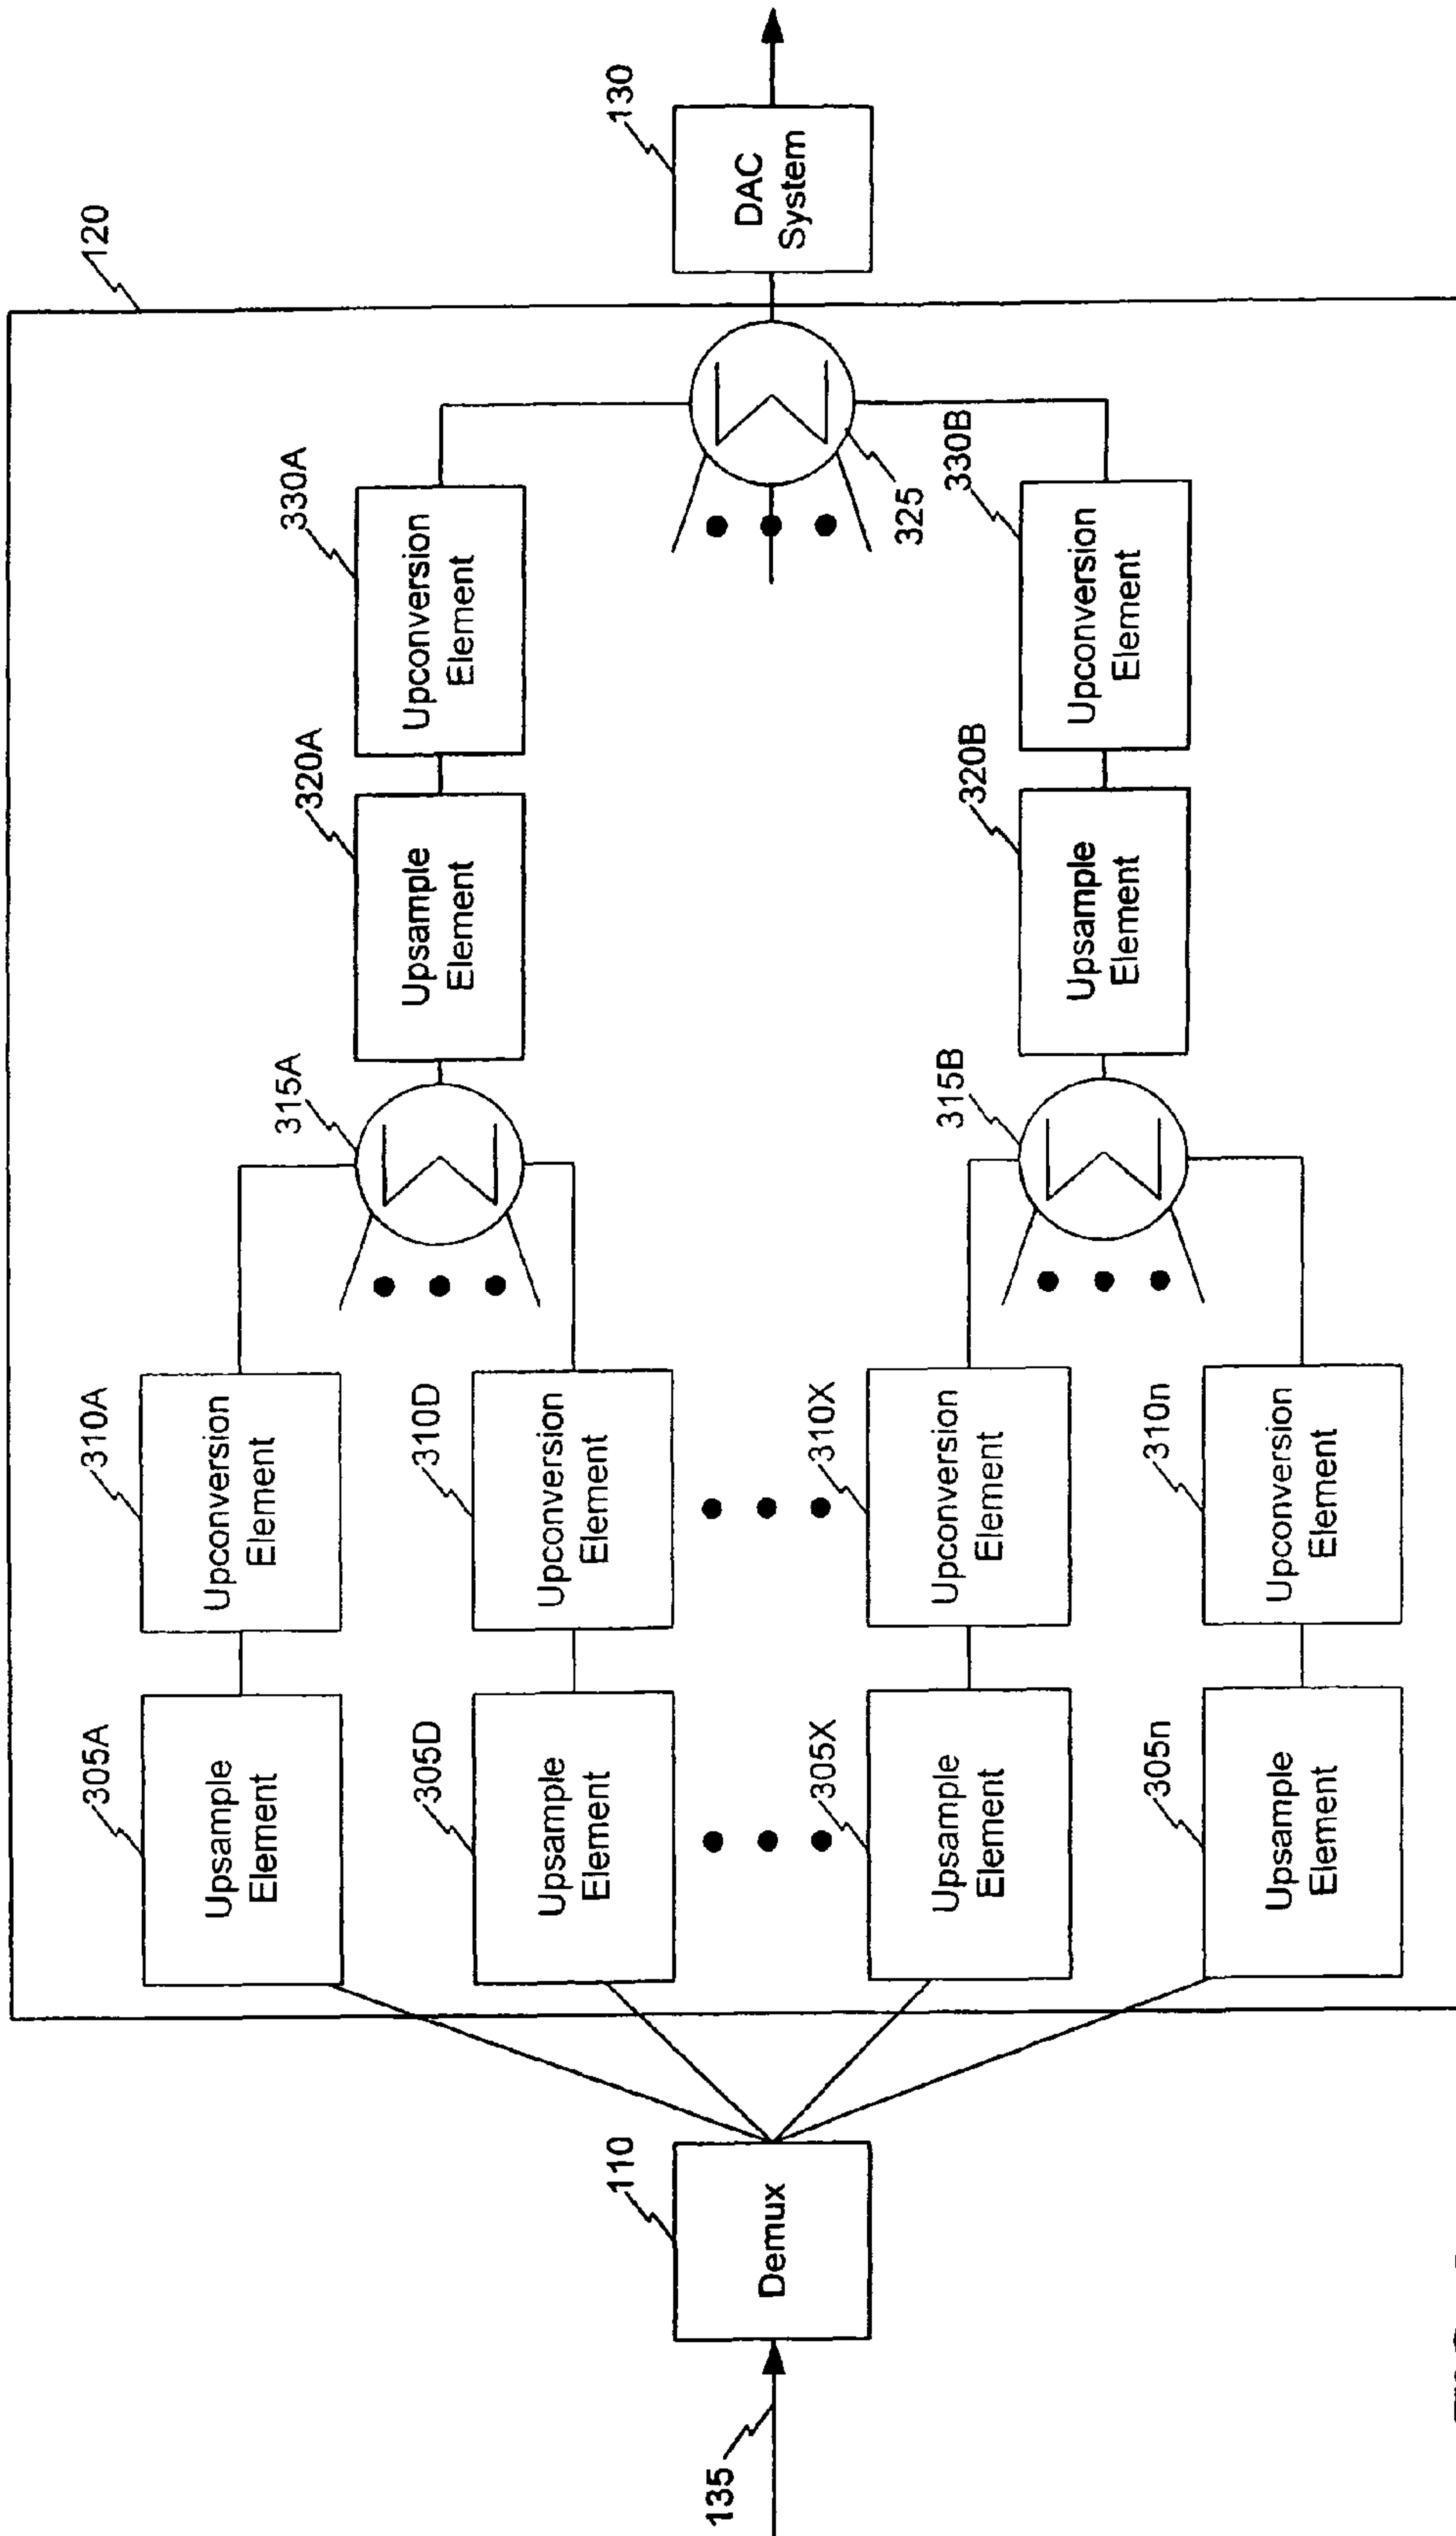 120
130
DAC
System
330A
Upconversion
Element
320A
Upsample
Element
315A
310A
Upconversion
Element
305A
Upsample
Element
310D
Upconversion
Element
305D
Upsample
Element
325
330B
Upconversion
Element
320B
Upsample
Element
315B
310X
Upconversion
Element
305X
Upsample
Element
310n
Upconversion
Element
305n
Upsample
Element
110
Demux
135